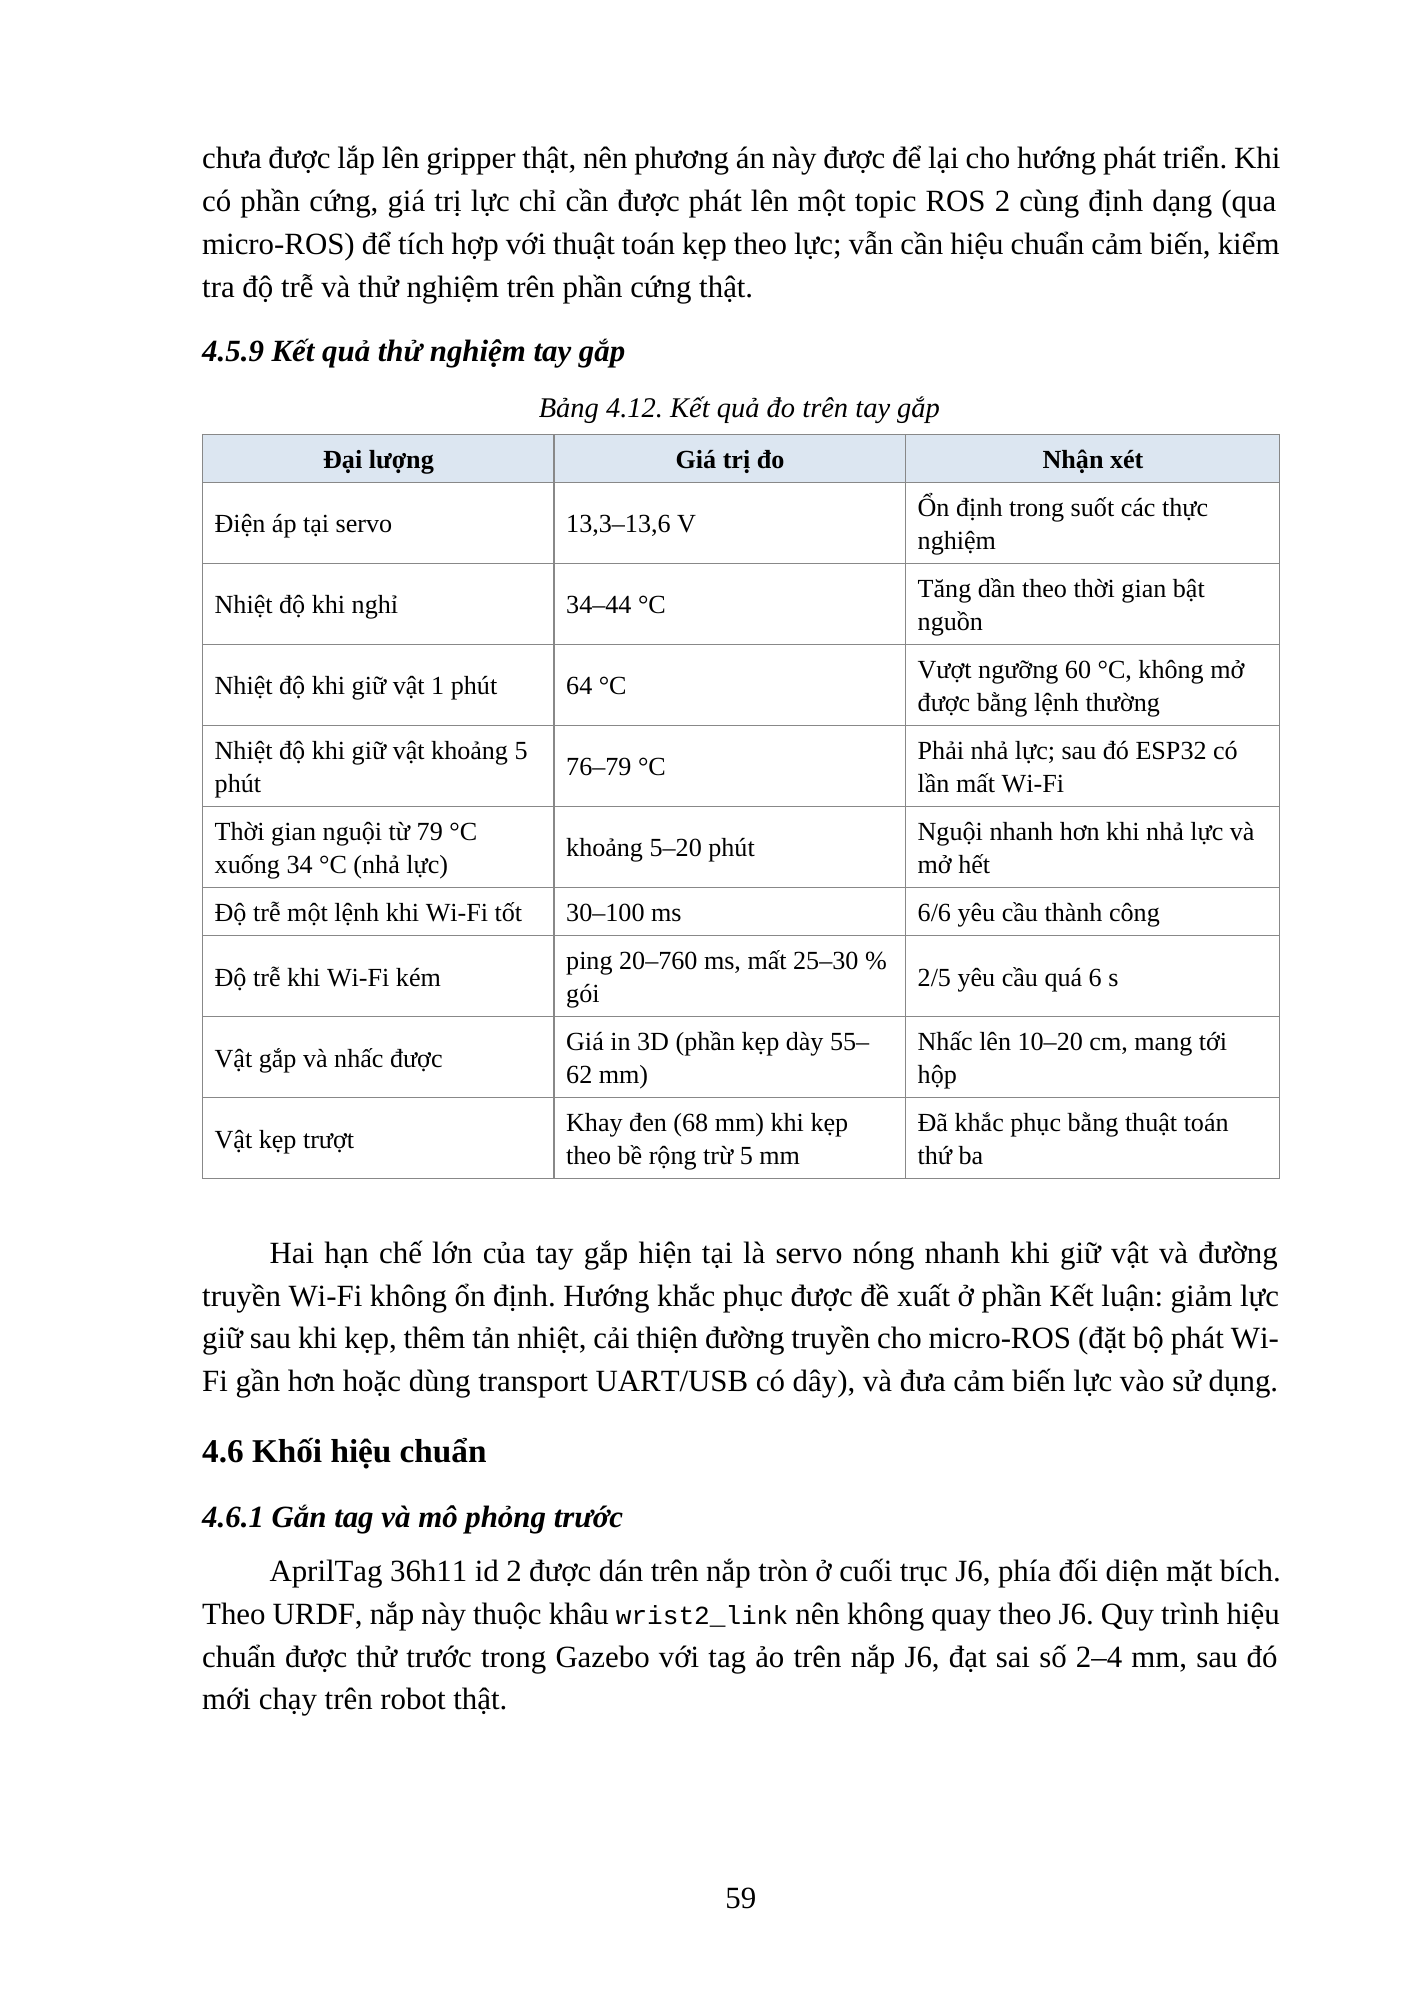 chưa được lắp lên gripper thật, nên phương án này được để lại cho hướng phát triển. Khi
có phần cứng, giá trị lực chỉ cần được phát lên một topic ROS 2 cùng định dạng (qua
micro-ROS) để tích hợp với thuật toán kẹp theo lực; vẫn cần hiệu chuẩn cảm biến, kiểm
tra độ trễ và thử nghiệm trên phần cứng thật.
4.5.9 Kết quả thử nghiệm tay gắp
Bảng 4.12. Kết quả đo trên tay gắp
Đại lượng Giá trị đo Nhận xét
Điện áp tại servo 13,3–13,6 V Ổn định trong suốt các thực
nghiệm
Nhiệt độ khi nghỉ 34–44 °C Tăng dần theo thời gian bật
nguồn
Nhiệt độ khi giữ vật 1 phút 64 °C Vượt ngưỡng 60 °C, không mở
được bằng lệnh thường
Nhiệt độ khi giữ vật khoảng 5
phút 76–79 °C Phải nhả lực; sau đó ESP32 có
lần mất Wi-Fi
Thời gian nguội từ 79 °C
xuống 34 °C (nhả lực) khoảng 5–20 phút Nguội nhanh hơn khi nhả lực và
mở hết
Độ trễ một lệnh khi Wi-Fi tốt 30–100 ms 6/6 yêu cầu thành công
Độ trễ khi Wi-Fi kém ping 20–760 ms, mất 25–30 %
gói 2/5 yêu cầu quá 6 s
Vật gắp và nhấc được Giá in 3D (phần kẹp dày 55–
62 mm) Nhấc lên 10–20 cm, mang tới
hộp
Vật kẹp trượt Khay đen (68 mm) khi kẹp
theo bề rộng trừ 5 mm Đã khắc phục bằng thuật toán
thứ ba
Hai hạn chế lớn của tay gắp hiện tại là servo nóng nhanh khi giữ vật và đường
truyền Wi-Fi không ổn định. Hướng khắc phục được đề xuất ở phần Kết luận: giảm lực
giữ sau khi kẹp, thêm tản nhiệt, cải thiện đường truyền cho micro-ROS (đặt bộ phát Wi-
Fi gần hơn hoặc dùng transport UART/USB có dây), và đưa cảm biến lực vào sử dụng.
4.6 Khối hiệu chuẩn
4.6.1 Gắn tag và mô phỏng trước
AprilTag 36h11 id 2 được dán trên nắp tròn ở cuối trục J6, phía đối diện mặt bích.
Theo URDF, nắp này thuộc khâu wrist2_link nên không quay theo J6. Quy trình hiệu
chuẩn được thử trước trong Gazebo với tag ảo trên nắp J6, đạt sai số 2–4 mm, sau đó
mới chạy trên robot thật.
59